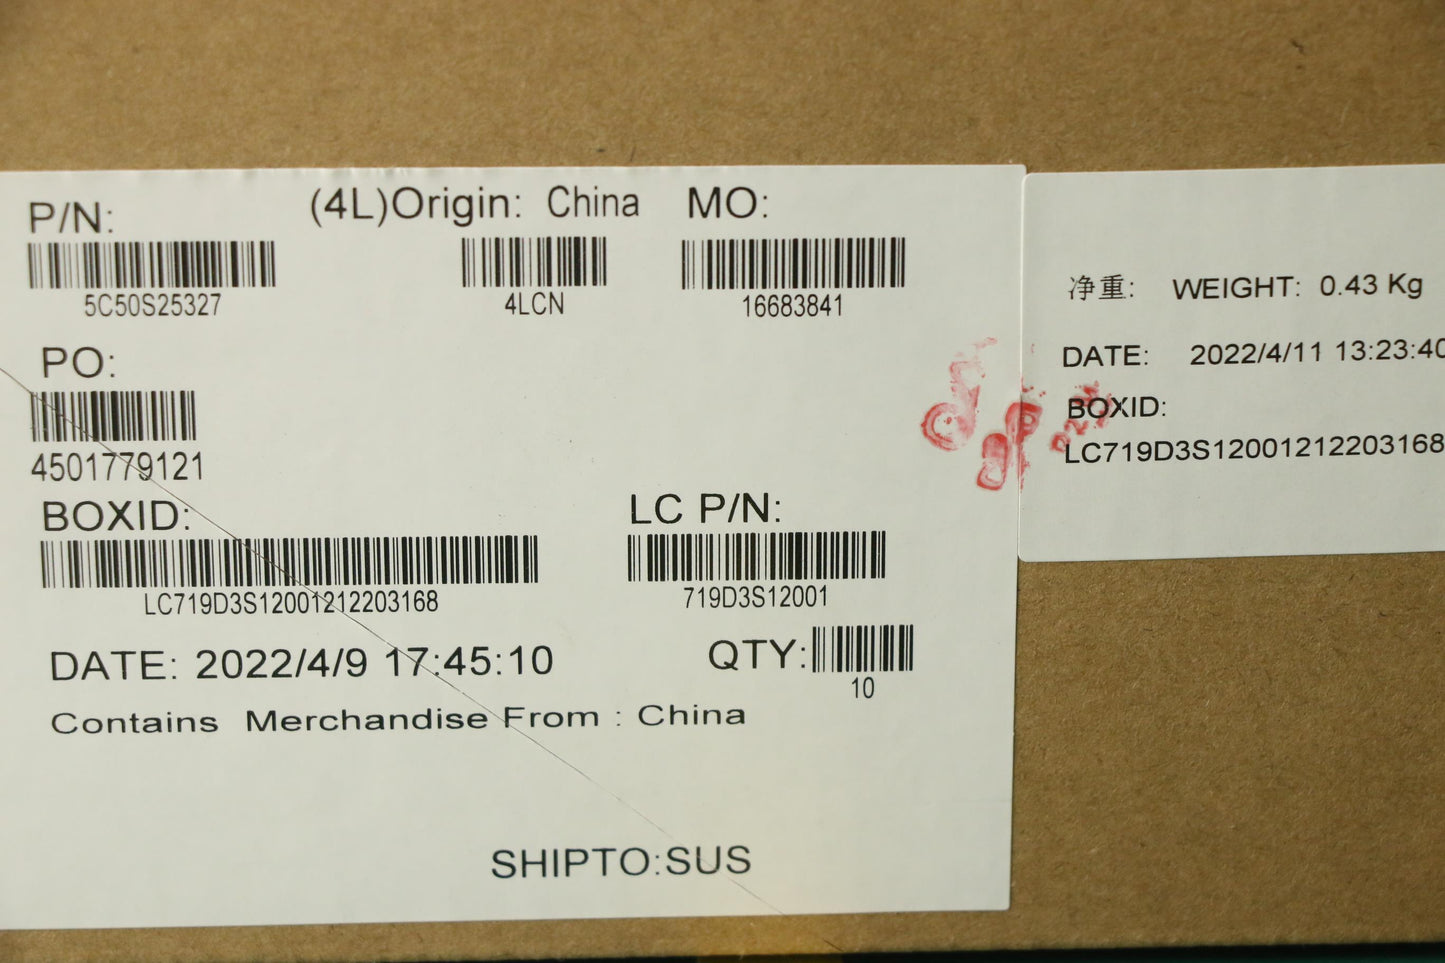 P/N:
(4L)Origin: China
MO:
5C50S25327
4LCN
16683841
PO:
4501779121
BOXID:
LC P/N:
LC719D3S12001212203168
719D3S12001
DATE: 2022/4/9 17:45:10
QTY:
10
Contains Merchandise From : China
SHIPTO:SUS
净重: WEIGHT: 0.43 Kg
DATE: 2022/4/11 13:23:40
BOXID:
LC719D3S12001212203168